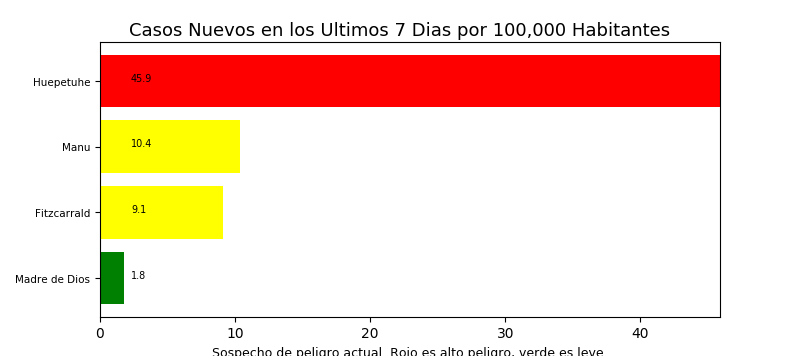 Casos Nuevos en los Ultimos 7 Dias por 100,000 Habitantes
Huepetuhe
45.9
Manu
10.4
Fitzcarrald
9.1
Madre de Dios
1.8
0 10 20 30 40
Sospecho de peligro actual. Rojo es alto peligro, verde es leve